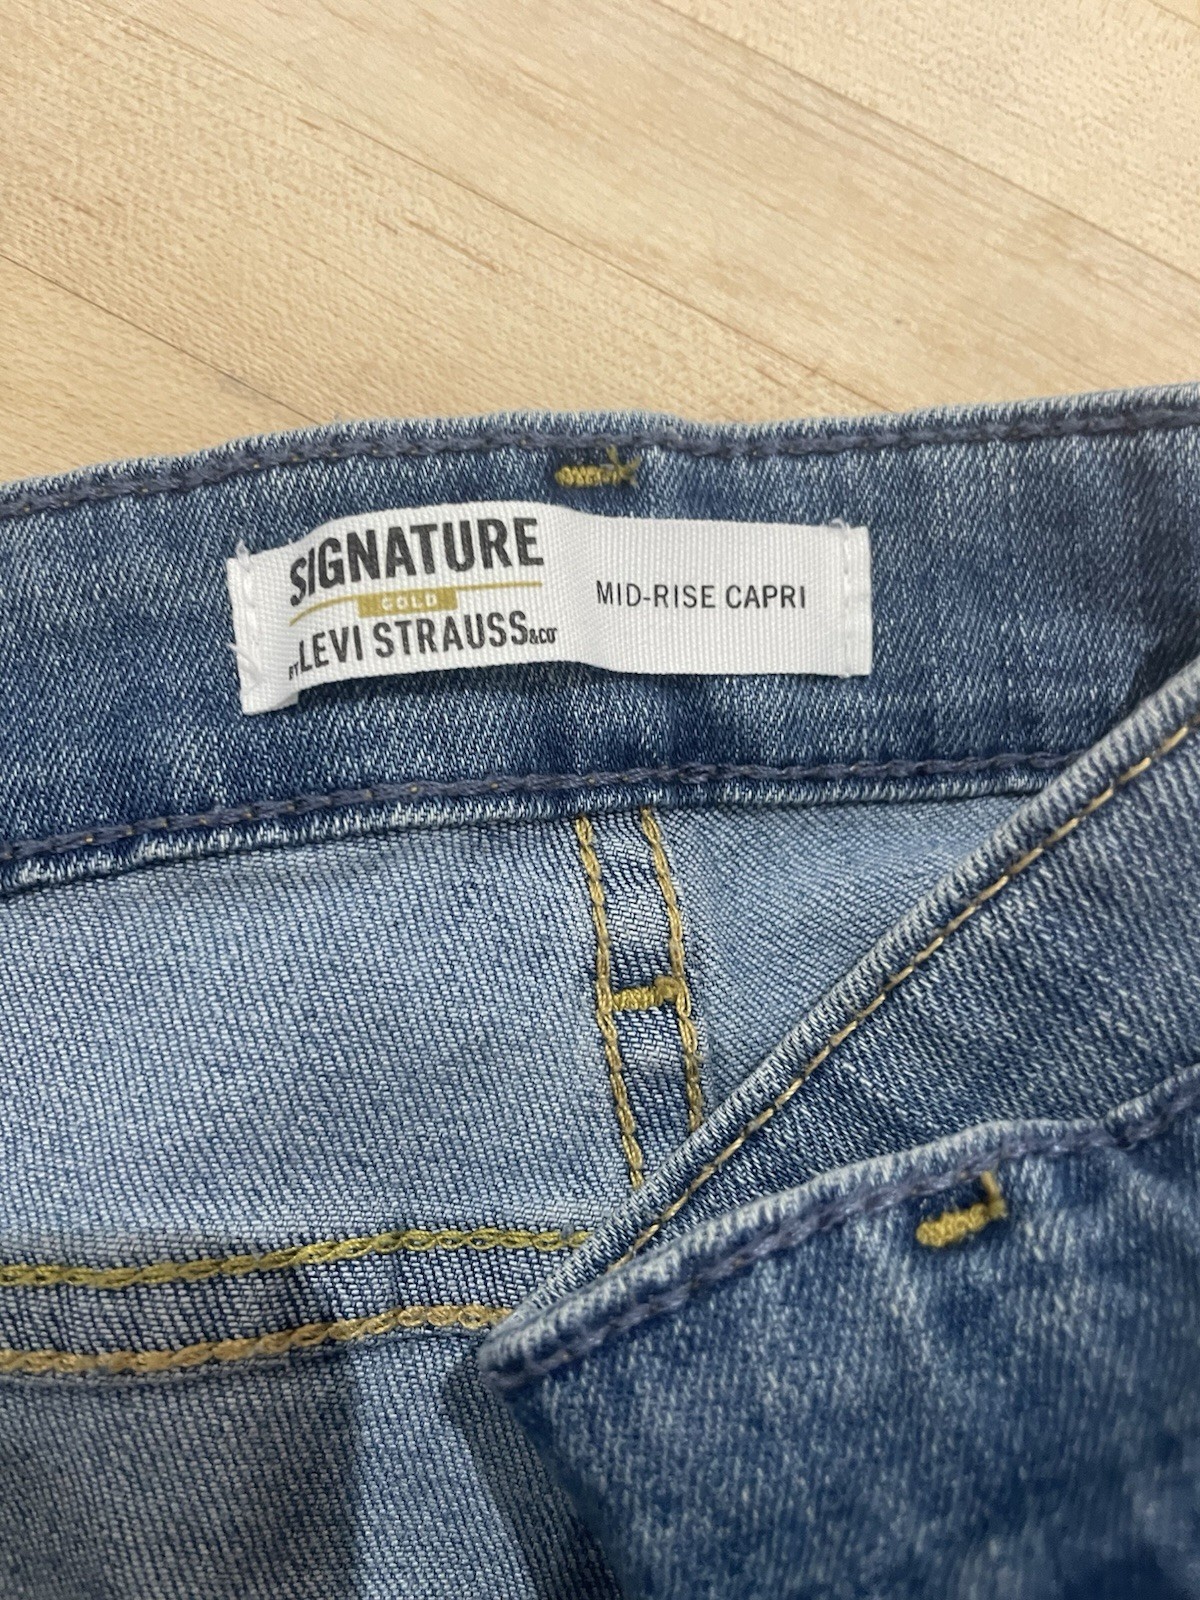 SIGNATURE
GOLD
BY LEVI STRAUSS &CO
MID-RISE CAPRI